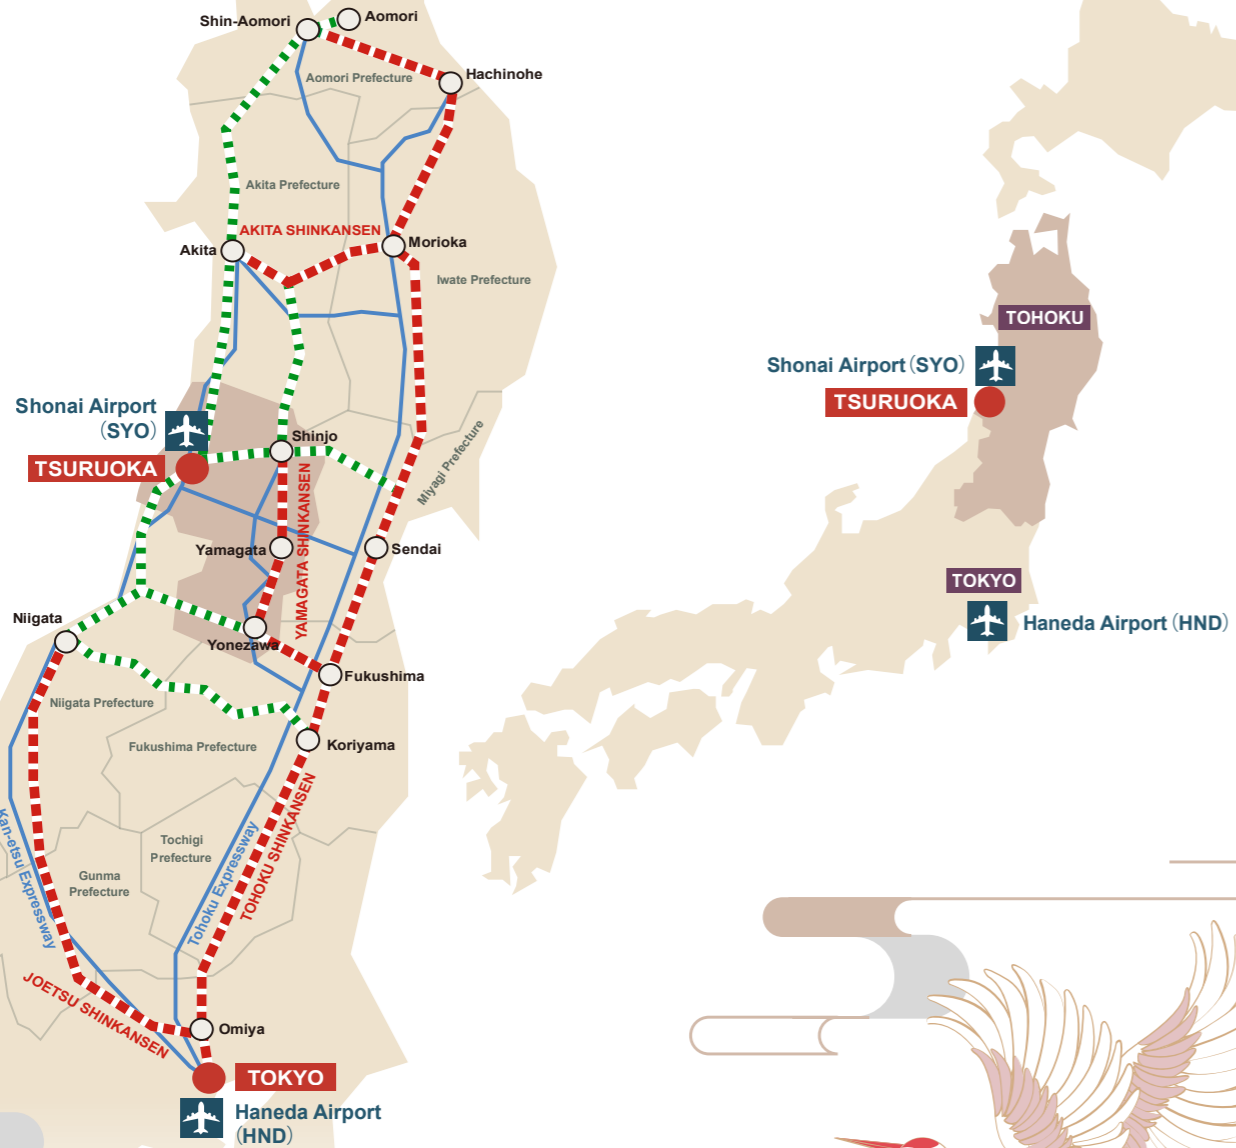 Aomori
Shin-Aomori
Hachinohe
Aomori Prefecture
Akita Prefecture
AKITA SHINKANSEN
Akita
Morioka
Iwate Prefecture
Shonai Airport
(SYO)
TSURUOKA
Shinjo
Miyagi Prefecture
YAMAGATA SHINKANSEN
Yamagata
Sendai
Niigata
Yonezawa
Fukushima
Niigata Prefecture
Fukushima Prefecture
Koriyama
TOHOKU SHINKANSEN
Tohoku Expressway
Tochigi
Prefecture
Gunma
Prefecture
Kan-etsu Expressway
JOETSU SHINKANSEN
Omiya
TOKYO
Haneda Airport
(HND)
TOHOKU
Shonai Airport (SYO)
TSURUOKA
TOKYO
Haneda Airport (HND)